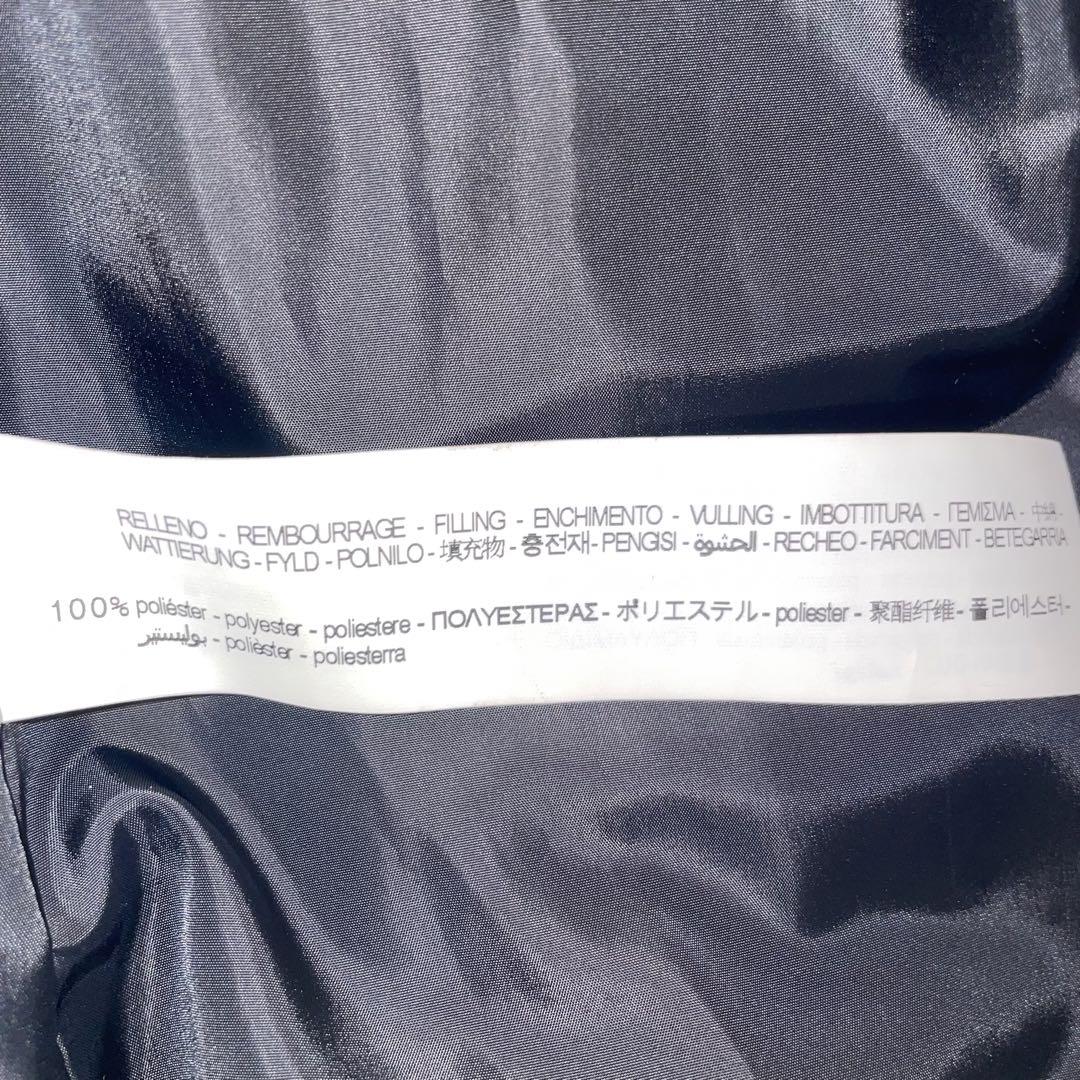 RELLENO - REMBOURRAGE - FILLING - ENCHIMENTO - VULLING - IMBOTTITURA - ΓΕΜΙΣΜΑ -
WATTIERUNG - FYLD - POLNILO - 填充物 - 충전재 - PENGISI - الحشوة - RECHEO - FARCIMENT - BETEGARRIA
100% poliéster - polyester - poliestere - ΠΟΛΥΕΣΤΕΡΑΣ - ポリエステル - poliester - 聚酯纤维 - 폴리에스터 -
بوليستير - polièster - poliesterra